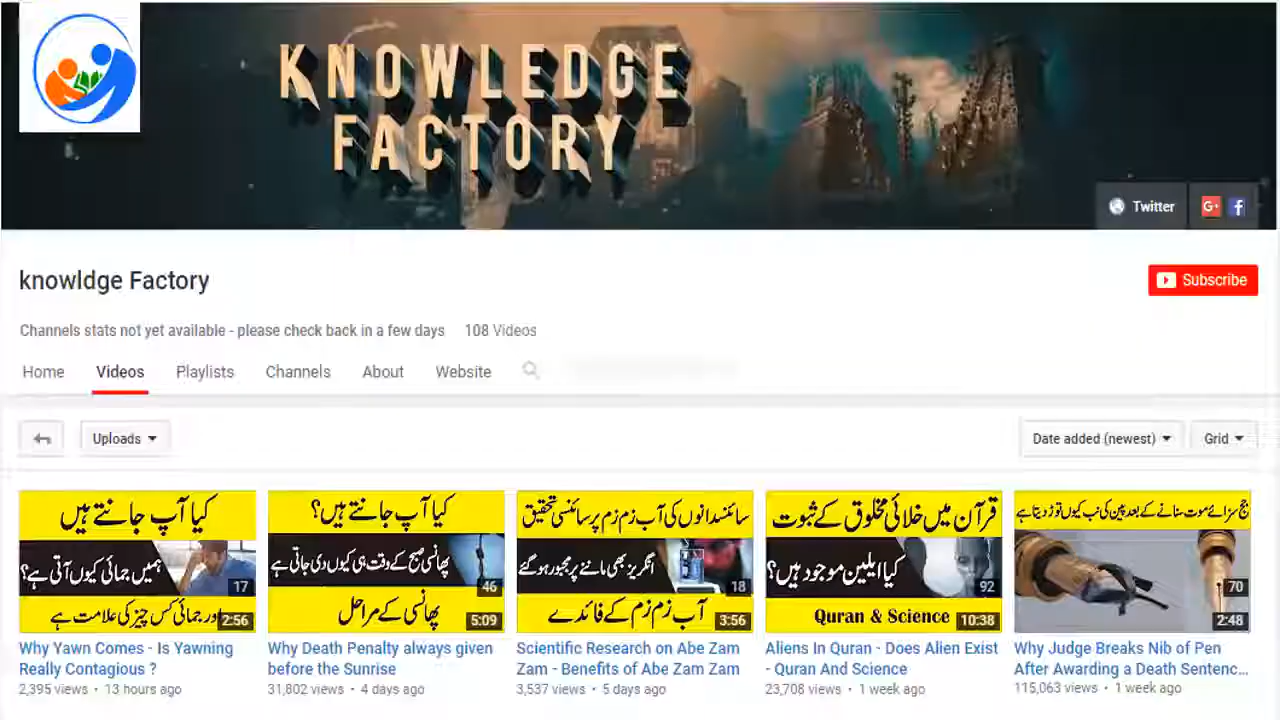 KNOWLEDGE
FACTORY
Twitter
G+ f
knowldge Factory
Subscribe
Channels stats not yet available - please check back in a few days 108 Videos
Home Videos Playlists Channels About Website
Uploads
Date added (newest) Grid
کیا آپ جانتے ہیں
ہمیں جمائی کیوں آتی ہے؟
17
اور جمائی کس چیز کی علامت ہے
2:56
Why Yawn Comes - Is Yawning
Really Contagious ?
2,395 views • 13 hours ago
کیا آپ جانتے ہیں؟
پھانسی صبح کے وقت ہی کیوں دی جاتی ہے
46
پھانسی کے مراحل
5:09
Why Death Penalty always given
before the Sunrise
31,802 views • 4 days ago
سائنسدانوں کی آب زم زم پر سائنسی تحقیق
انگریز بھی ماننے پر مجبور ہو گئے
18
آب زم زم کے فائدے
3:56
Scientific Research on Abe Zam
Zam - Benefits of Abe Zam Zam
3,537 views • 5 days ago
قرآن میں خلائی مخلوق کے ثبوت
کیا ایلین موجود ہیں؟
92
Quran & Science
10:38
Aliens In Quran - Does Alien Exist
- Quran And Science
23,708 views • 1 week ago
جج سزائے موت سنانے کے بعد پین کی نب کیوں توڑ دیتا ہے
70
2:48
Why Judge Breaks Nib of Pen
After Awarding a Death Sentenc...
115,063 views • 1 week ago